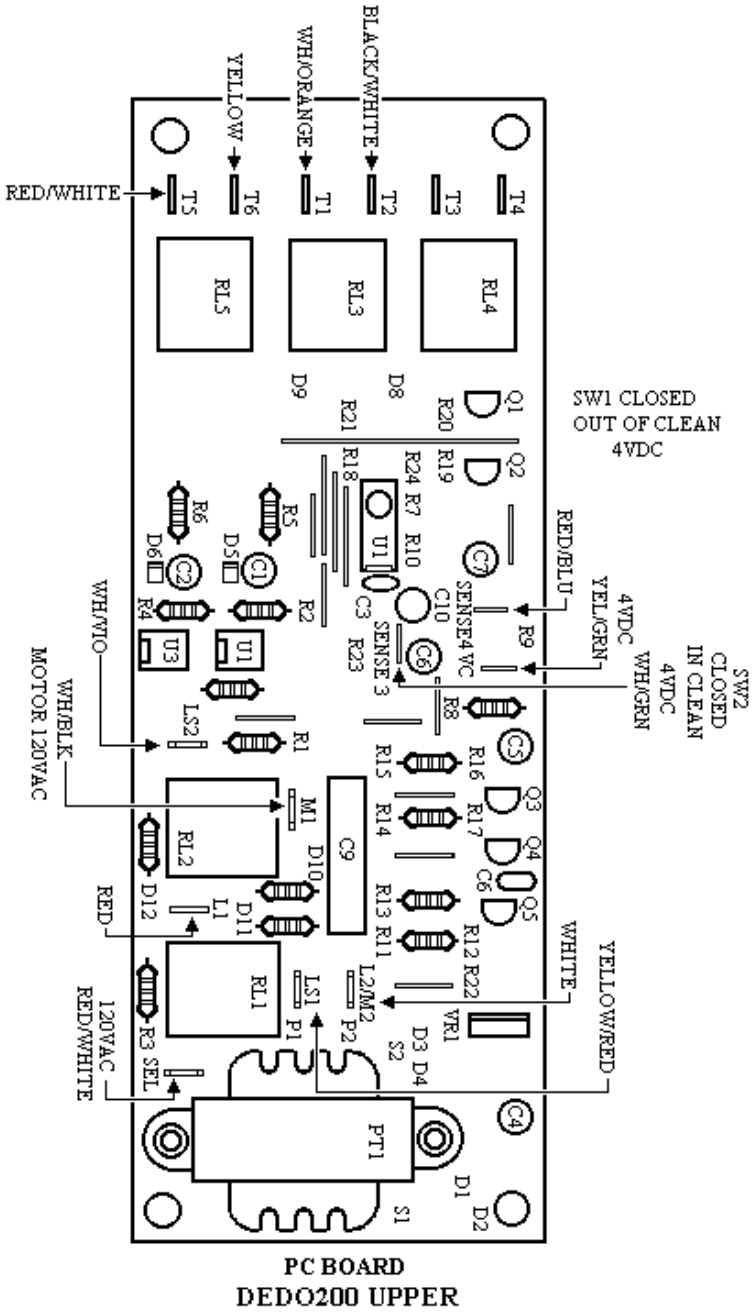 BLACK/WHITE
WH/ORANGE
YELLOW
RED/WHITE
T5
T6
T1
T2
T3
T4
RL5
RL3
RL4
D9
D8
R21
R20
Q1
SW1 CLOSED
OUT OF CLEAN
4VDC
R18
R24
R19
Q2
R6
R5
R7
U1
R10
D6
C2
D5
C1
C7
RED/BLU
R4
R2
C3
C10
SENSE4 VC
R9
4VDC
YEL/GRN
WH/VIO
U3
U1
R23
SENSE 3
C6
SW2
CLOSED
IN CLEAN
4VDC
WH/GRN
R8
LS2
R1
C5
WH/BLK
MOTOR 120VAC
R15
R16
M1
RL2
C9
R14
R17
Q3
Q4
D12
D10
C6
Q5
RED
L1
D11
R13
R11
R12
R22
WHITE
YELLOW/RED
RL1
LS1
L2/M2
VR1
R3
SEL
P1
P2
S2
D3
D4
120VAC
RED/WHITE
PT1
C4
S1
D1
D2
PC BOARD
DEDO200 UPPER